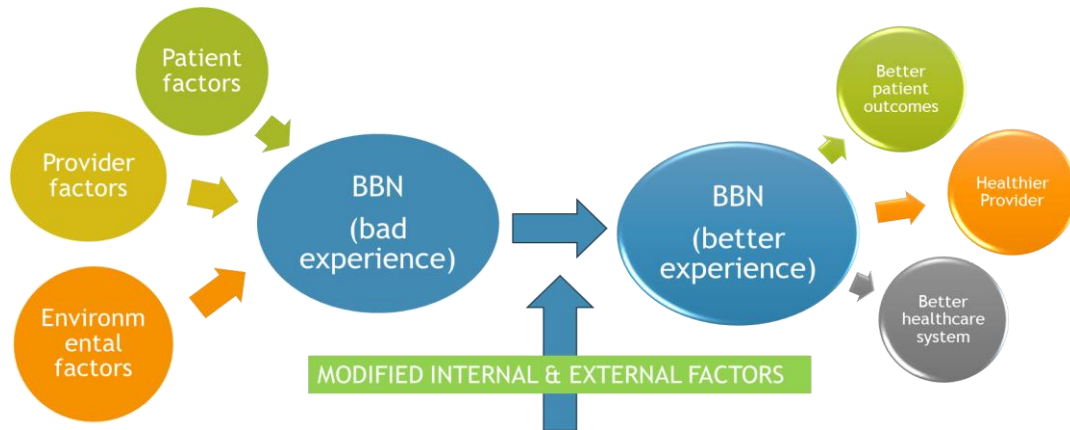 Patient
factors
Provider
factors
Environm
ental
factors
BBN
(bad
experience)
MODIFIED INTERNAL & EXTERNAL FACTORS
BBN
(better
experience)
Better
patient
outcomes
Healthier
Provider
Better
healthcare
system